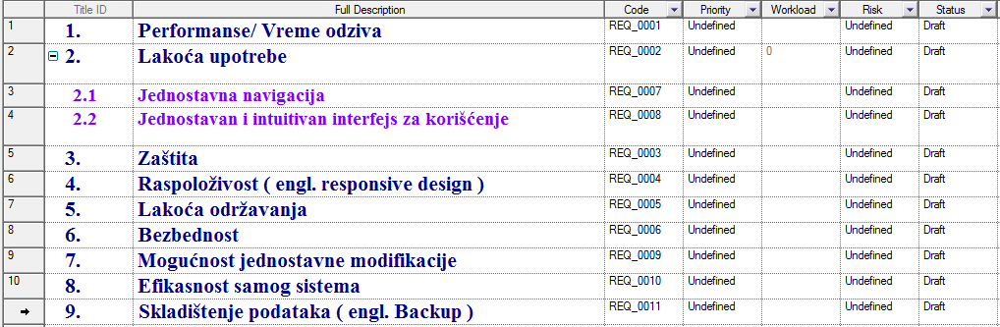 Title ID Full Description Code Priority Workload Risk Status
1 1. Performanse/ Vreme odziva REQ_0001 Undefined Undefined Draft
2 2. Lakoća upotrebe REQ_0002 Undefined 0 Undefined Draft
3 2.1 Jednostavna navigacija REQ_0007 Undefined Undefined Draft
4 2.2 Jednostavan i intuitivan interfejs za korišćenje REQ_0008 Undefined Undefined Draft
5 3. Zaštita REQ_0003 Undefined Undefined Draft
6 4. Raspoloživost ( engl. responsive design ) REQ_0004 Undefined Undefined Draft
7 5. Lakoća održavanja REQ_0005 Undefined Undefined Draft
8 6. Bezbednost REQ_0006 Undefined Undefined Draft
9 7. Mogućnost jednostavne modifikacije REQ_0009 Undefined Undefined Draft
10 8. Efikasnost samog sistema REQ_0010 Undefined Undefined Draft
9. Skladištenje podataka ( engl. Backup ) REQ_0011 Undefined Undefined Draft